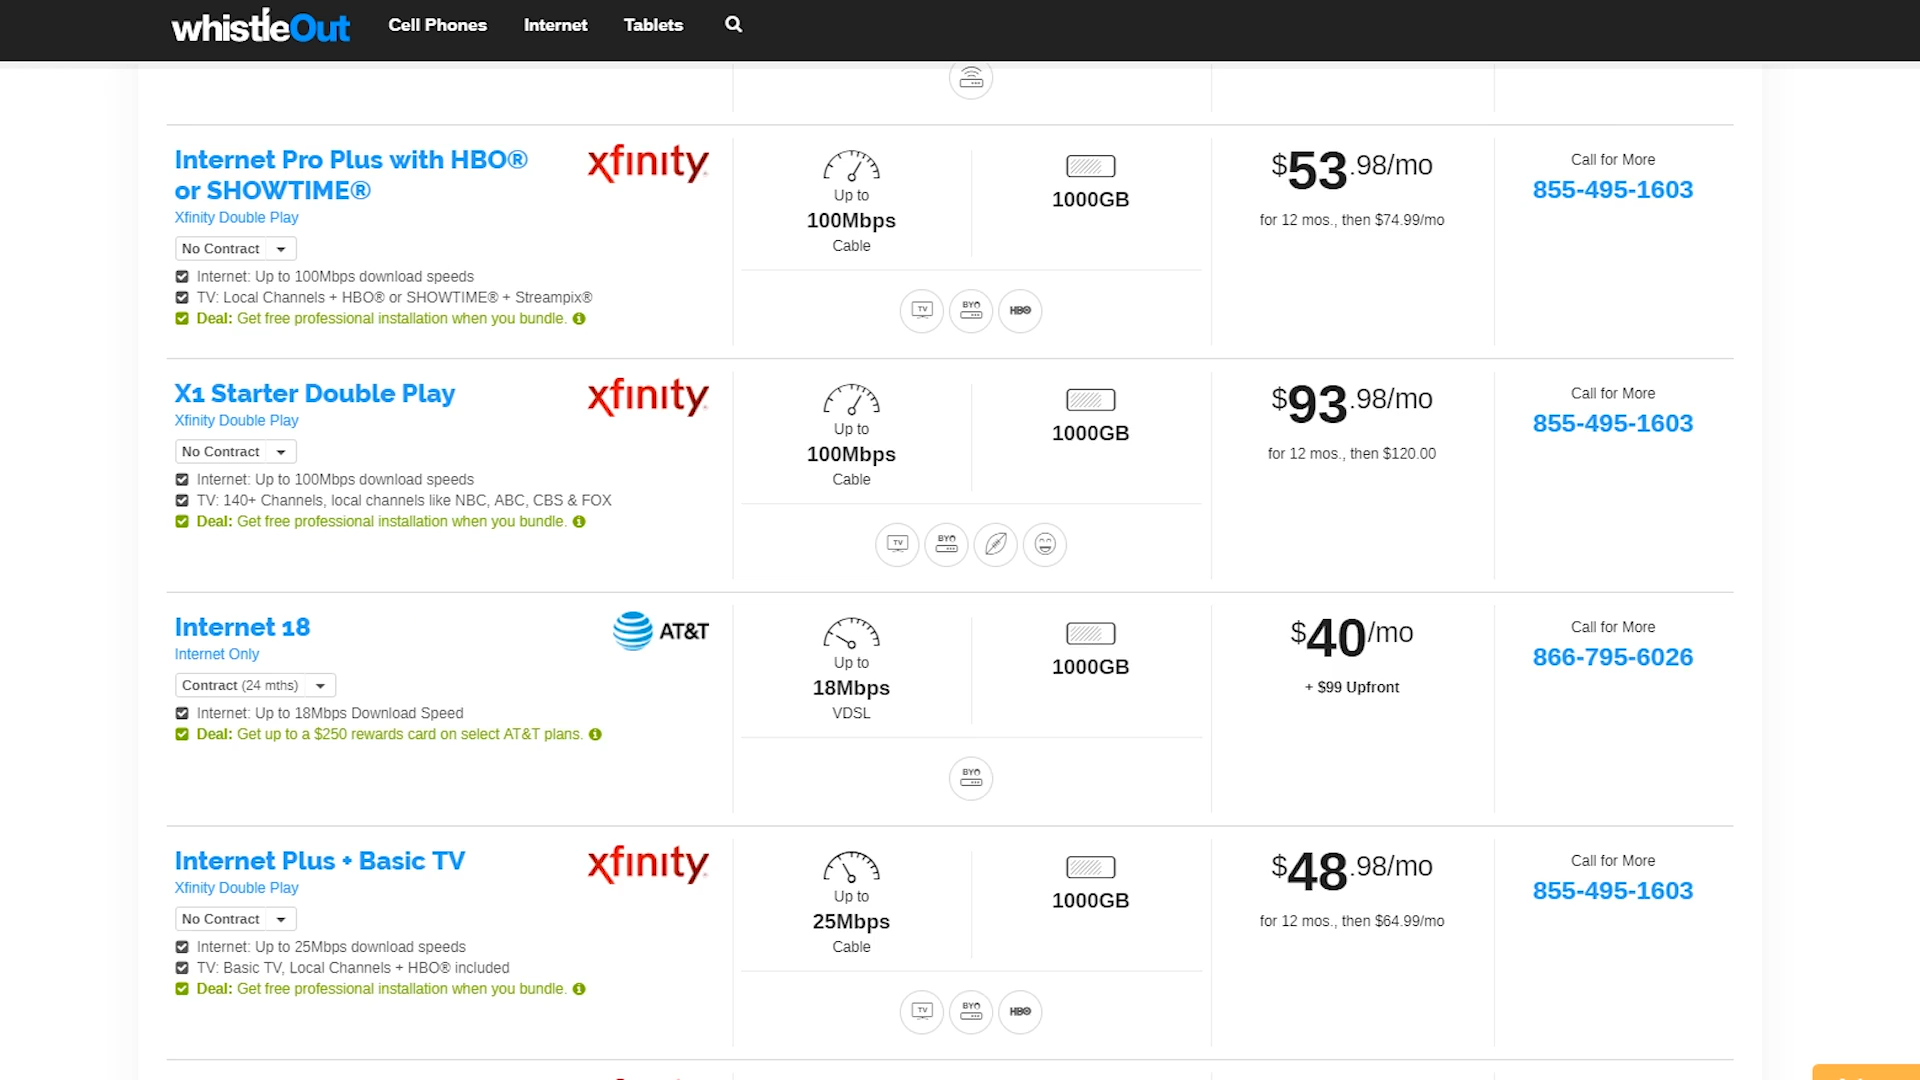 whistleOut Cell Phones Internet Tablets
Internet Pro Plus with HBO®
or SHOWTIME®
Xfinity Double Play
No Contract
Internet: Up to 100Mbps download speeds
TV: Local Channels + HBO® or SHOWTIME® + Streampix®
Deal: Get free professional installation when you bundle.
xfinity
Up to
100Mbps
Cable
1000GB
TV BYO HBO
$53.98/mo
for 12 mos., then $74.99/mo
Call for More
855-495-1603
X1 Starter Double Play
Xfinity Double Play
No Contract
Internet: Up to 100Mbps download speeds
TV: 140+ Channels, local channels like NBC, ABC, CBS & FOX
Deal: Get free professional installation when you bundle.
xfinity
Up to
100Mbps
Cable
1000GB
TV BYO
$93.98/mo
for 12 mos., then $120.00
Call for More
855-495-1603
Internet 18
Internet Only
Contract (24 mths)
Internet: Up to 18Mbps Download Speed
Deal: Get up to a $250 rewards card on select AT&T plans.
AT&T
Up to
18Mbps
VDSL
1000GB
BYO
$40/mo
+ $99 Upfront
Call for More
866-795-6026
Internet Plus + Basic TV
Xfinity Double Play
No Contract
Internet: Up to 25Mbps download speeds
TV: Basic TV, Local Channels + HBO® included
Deal: Get free professional installation when you bundle.
xfinity
Up to
25Mbps
Cable
1000GB
TV BYO HBO
$48.98/mo
for 12 mos., then $64.99/mo
Call for More
855-495-1603